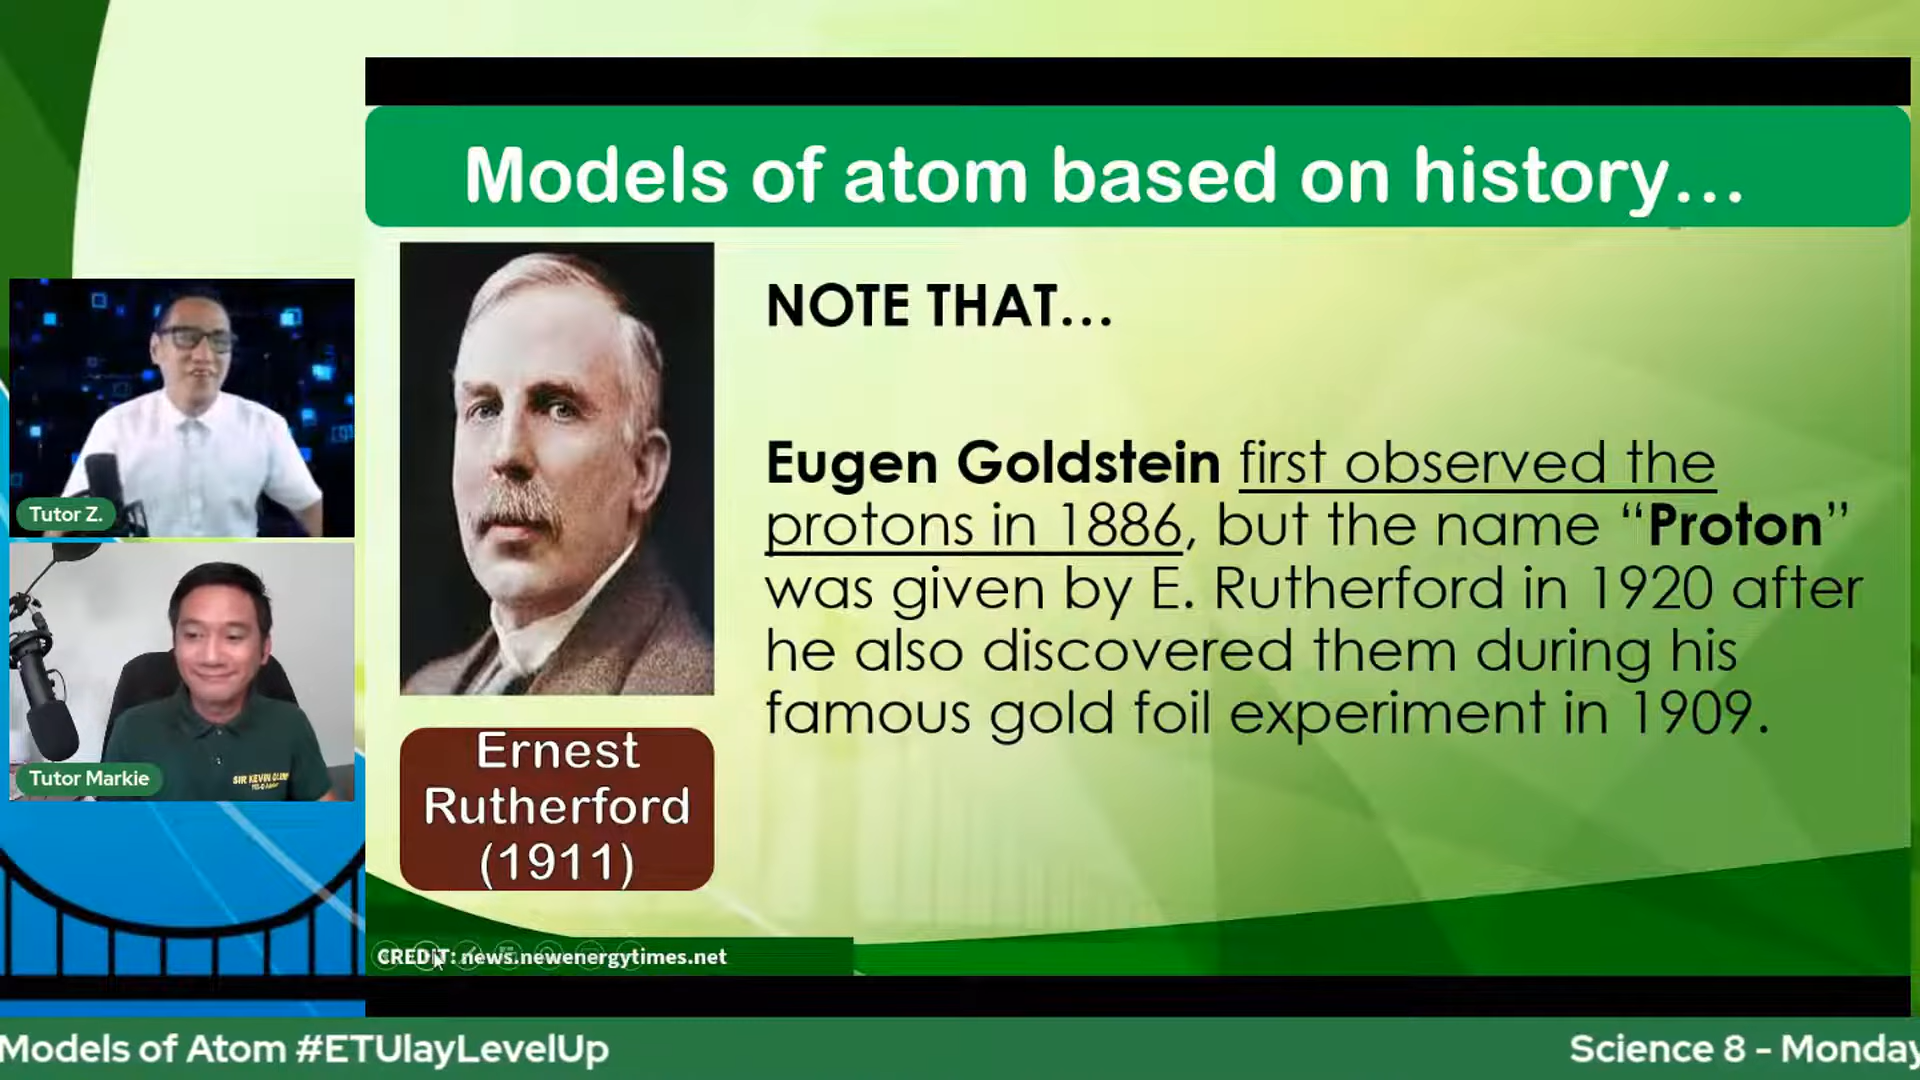 Models of atom based on history...
NOTE THAT...
Eugen Goldstein first observed the
protons in 1886, but the name “Proton”
was given by E. Rutherford in 1920 after
he also discovered them during his
famous gold foil experiment in 1909.
Ernest
Rutherford
(1911)
Tutor Z.
Tutor Markie
CREDIT: news.newenergytimes.net
Models of Atom #ETUlayLevelUp
Science 8 - Monday